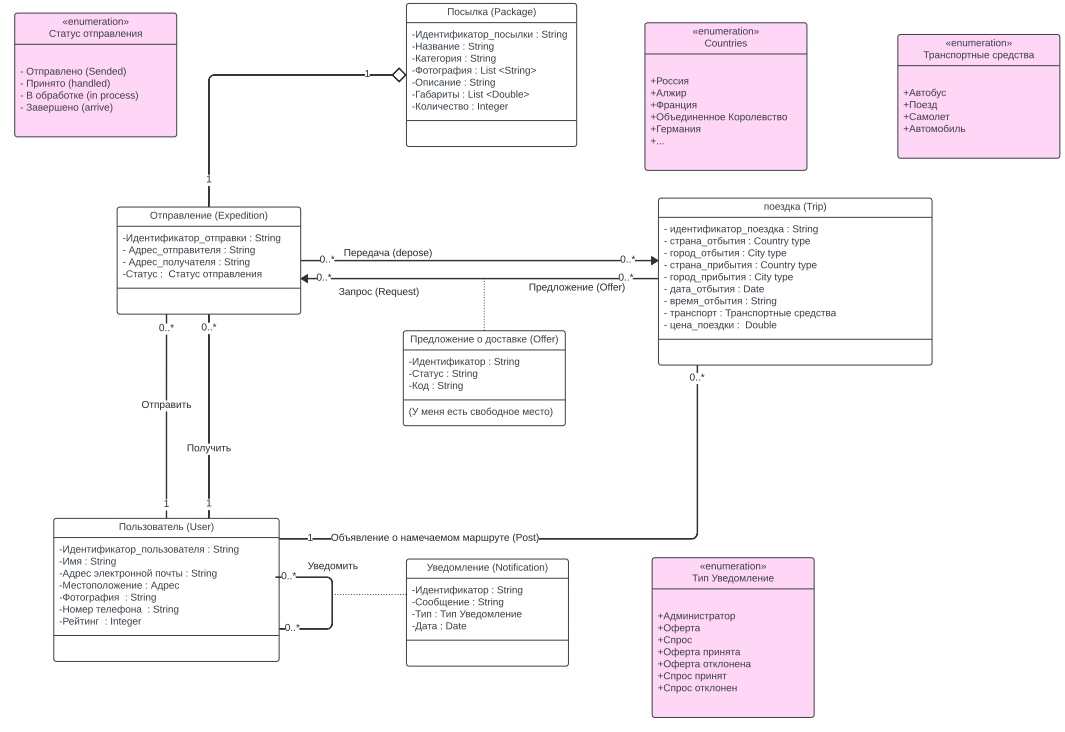 «enumeration»
Статус отправления
- Отправлено (Sended)
- Принято (handled)
- В обработке (in process)
- Завершено (arrive)
Посылка (Package)
-Идентификатор_посылки : String
-Название : String
-Категория : String
-Фотография : List <String>
-Описание : String
-Габариты : List <Double>
-Количество : Integer
«enumeration»
Countries
+Россия
+Алжир
+Франция
+Объединенное Королевство
+Германия
+...
«enumeration»
Транспортные средства
+Автобус
+Поезд
+Самолет
+Автомобиль
1
1
Отправление (Expedition)
-Идентификатор_отправки : String
- Адрес_отправителя : String
- Адрес_получателя : String
-Статус : Статус отправления
0..*
Передача (depose)
0..*
0..*
0..*
Запрос (Request)
Предложение (Offer)
поездка (Trip)
- идентификатор_поездка : String
- страна_отбытия : Country type
- город_отбытия : City type
- страна_прибытия : Country type
- город_прибытия : City type
- дата_отбытия : Date
- время_отбытия : String
- транспорт : Транспортные средства
- цена_поездки : Double
Предложение о доставке (Offer)
-Идентификатор : String
-Статус : String
-Код : String
(У меня есть свободное место)
0..*
0..*
0..*
Отправить
Получить
1
1
Пользователь (User)
-Идентификатор_пользователя : String
-Имя : String
-Адрес электронной почты : String
-Местоположение : Адрес
-Фотография : String
-Номер телефона : String
-Рейтинг : Integer
1
Объявление о намечаемом маршруте (Post)
0..*
Уведомить
0..*
Уведомление (Notification)
-Идентификатор : String
-Сообщение : String
-Тип : Тип Уведомление
-Дата : Date
«enumeration»
Тип Уведомление
+Администратор
+Оферта
+Спрос
+Оферта принята
+Оферта отклонена
+Спрос принят
+Спрос отклонен